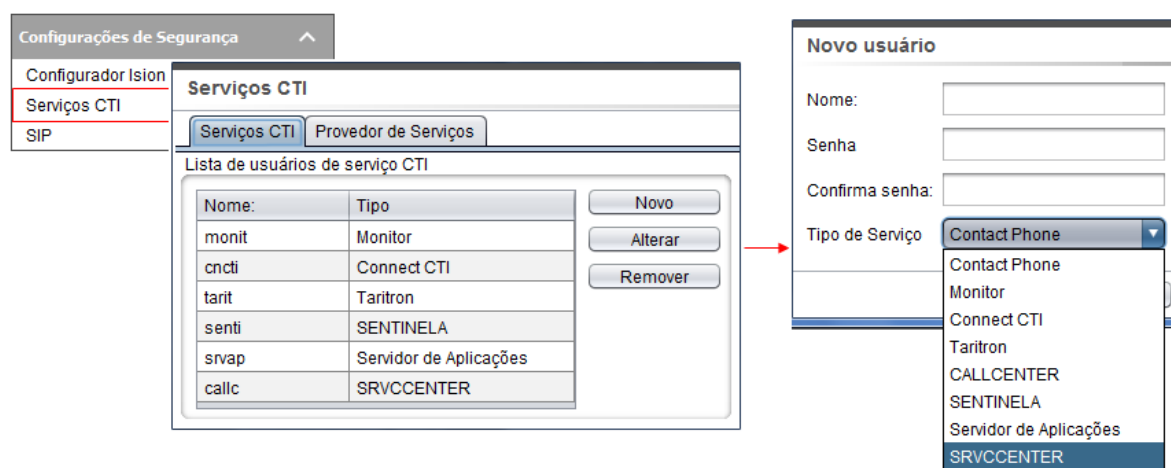 Configurações de Segurança
Configurador Ision
Serviços CTI
SIP
Serviços CTI
Serviços CTI Provedor de Serviços
Lista de usuários de serviço CTI
Nome: Tipo
monit Monitor
cncti Connect CTI
tarit Taritron
senti SENTINELA
srvap Servidor de Aplicações
callc SRVCCENTER
Novo
Alterar
Remover
Novo usuário
Nome:
Senha
Confirma senha:
Tipo de Serviço Contact Phone
Contact Phone
Monitor
Connect CTI
Taritron
CALLCENTER
SENTINELA
Servidor de Aplicações
SRVCCENTER